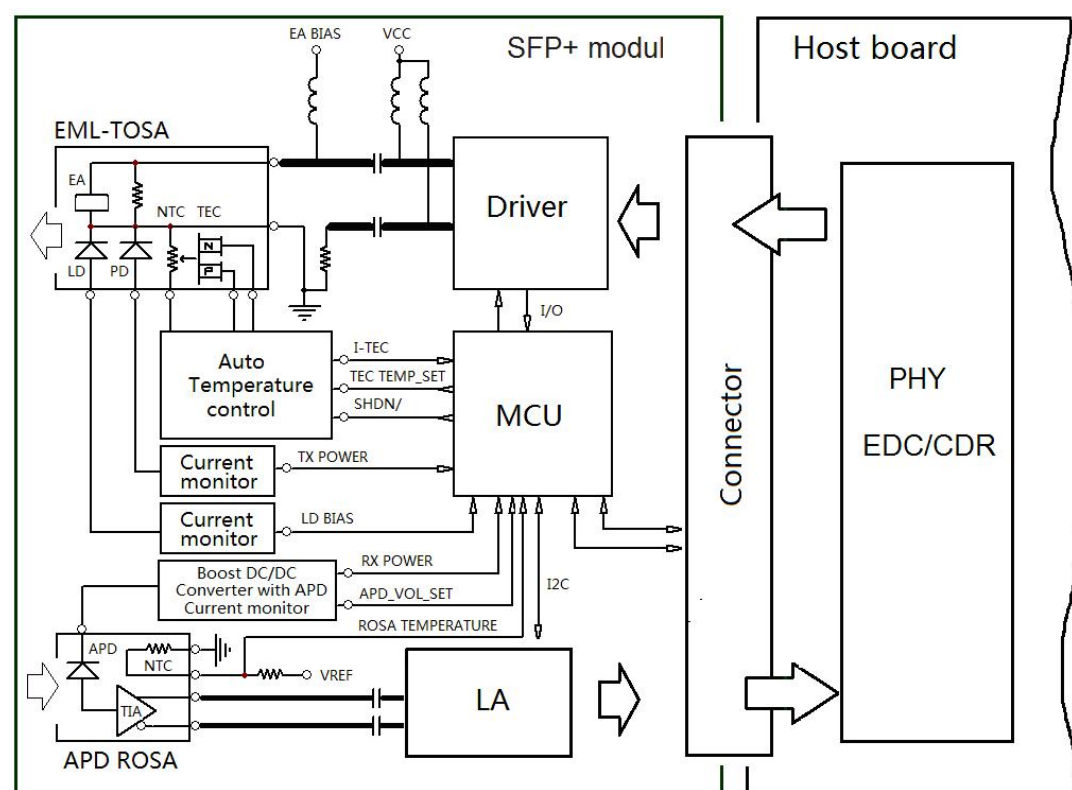 EA BIAS
VCC
SFP+ modul
Host board
EML-TOSA
EA
NTC TEC
N
P
LD
PD
Driver
I/O
Auto
Temperature
control
I-TEC
TEC TEMP_SET
SHDN/
MCU
Connector
PHY
EDC/CDR
Current
monitor
TX POWER
Current
monitor
LD BIAS
Boost DC/DC
Converter with APD
Current monitor
RX POWER
APD_VOL_SET
I2C
ROSA TEMPERATURE
APD
NTC
VREF
TIA
LA
APD ROSA